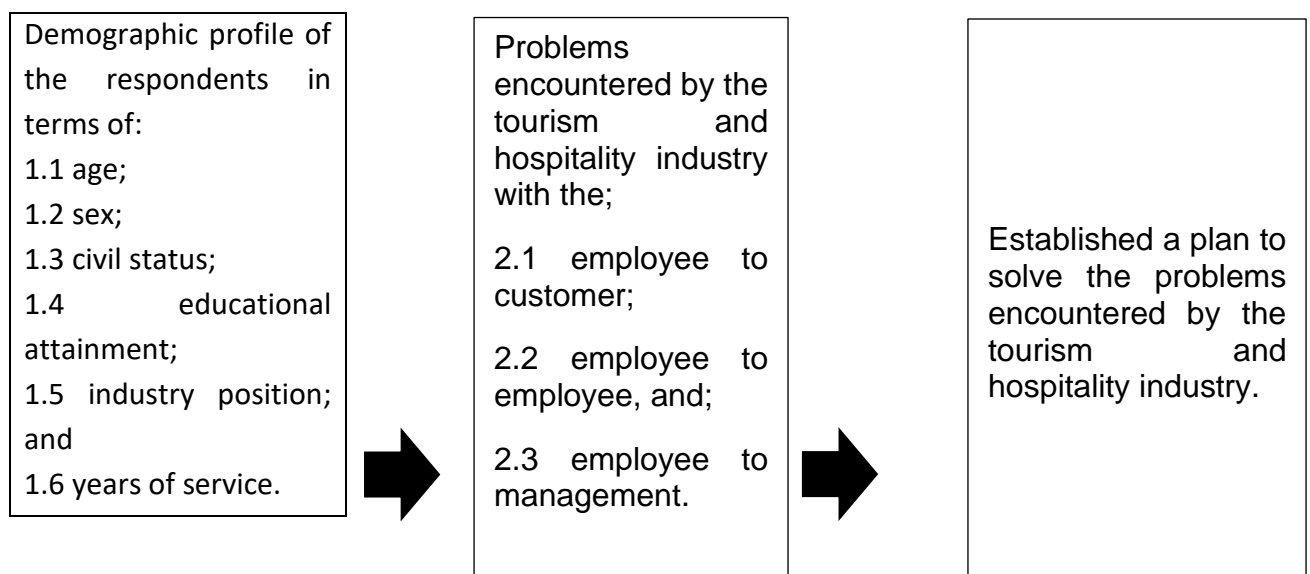 Demographic profile of
the respondents in
terms of:
1.1 age;
1.2 sex;
1.3 civil status;
1.4 educational
attainment;
1.5 industry position;
and
1.6 years of service.
Problems
encountered by the
tourism and
hospitality industry
with the;
2.1 employee to
customer;
2.2 employee to
employee, and;
2.3 employee to
management.
Established a plan to
solve the problems
encountered by the
tourism and
hospitality industry.